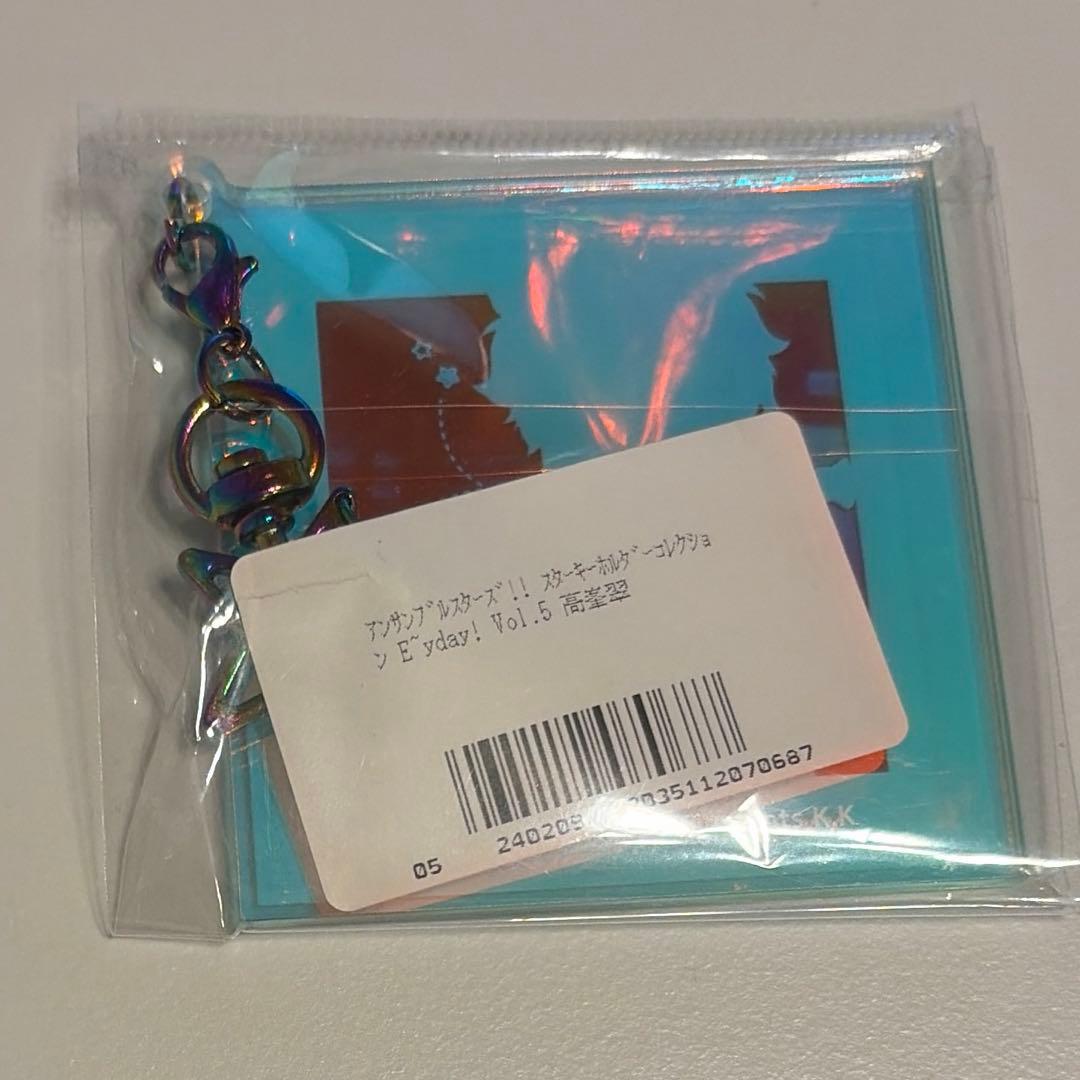 アンサンブルスターズ!! スターキーホルダーコレクショ
ン E~yday! Vol.5 高峯翠
05
K.K